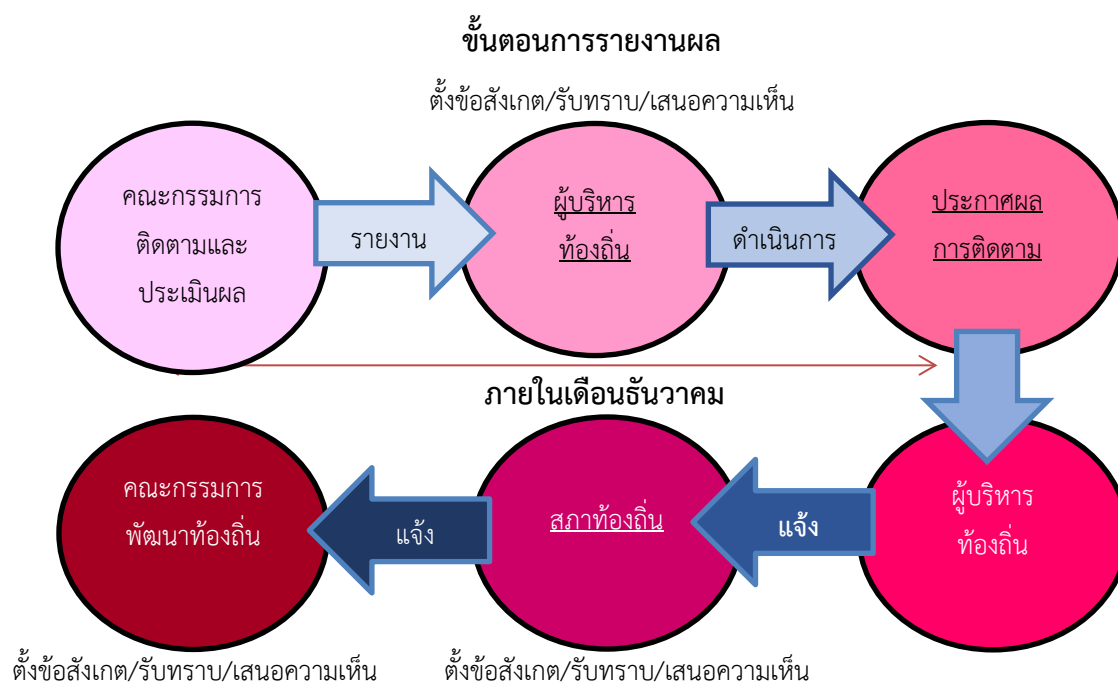 ขั้นตอนการรายงานผล
ตั้งข้อสังเกต/รับทราบ/เสนอความเห็น
คณะกรรมการ
ติดตามและ
ประเมินผล
รายงาน
ผู้บริหาร
ท้องถิ่น
ดำเนินการ
ประกาศผล
การติดตาม
ภายในเดือนธันวาคม
คณะกรรมการ
พัฒนาท้องถิ่น
แจ้ง
สภาท้องถิ่น
แจ้ง
ผู้บริหาร
ท้องถิ่น
ตั้งข้อสังเกต/รับทราบ/เสนอความเห็น
ตั้งข้อสังเกต/รับทราบ/เสนอความเห็น